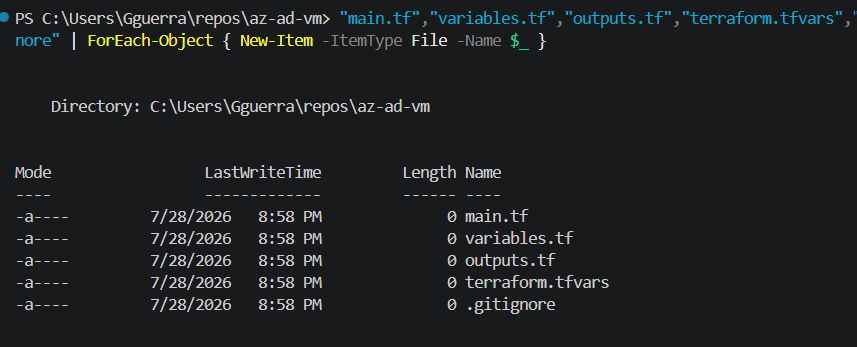 PS C:\Users\Gguerra\repos\az-ad-vm> "main.tf","variables.tf","outputs.tf","terraform.tfvars","
nore" | ForEach-Object { New-Item -ItemType File -Name $_ }
Directory: C:\Users\Gguerra\repos\az-ad-vm
Mode LastWriteTime Length Name
---- ------------- ------ ----
-a---- 7/28/2026 8:58 PM 0 main.tf
-a---- 7/28/2026 8:58 PM 0 variables.tf
-a---- 7/28/2026 8:58 PM 0 outputs.tf
-a---- 7/28/2026 8:58 PM 0 terraform.tfvars
-a---- 7/28/2026 8:58 PM 0 .gitignore